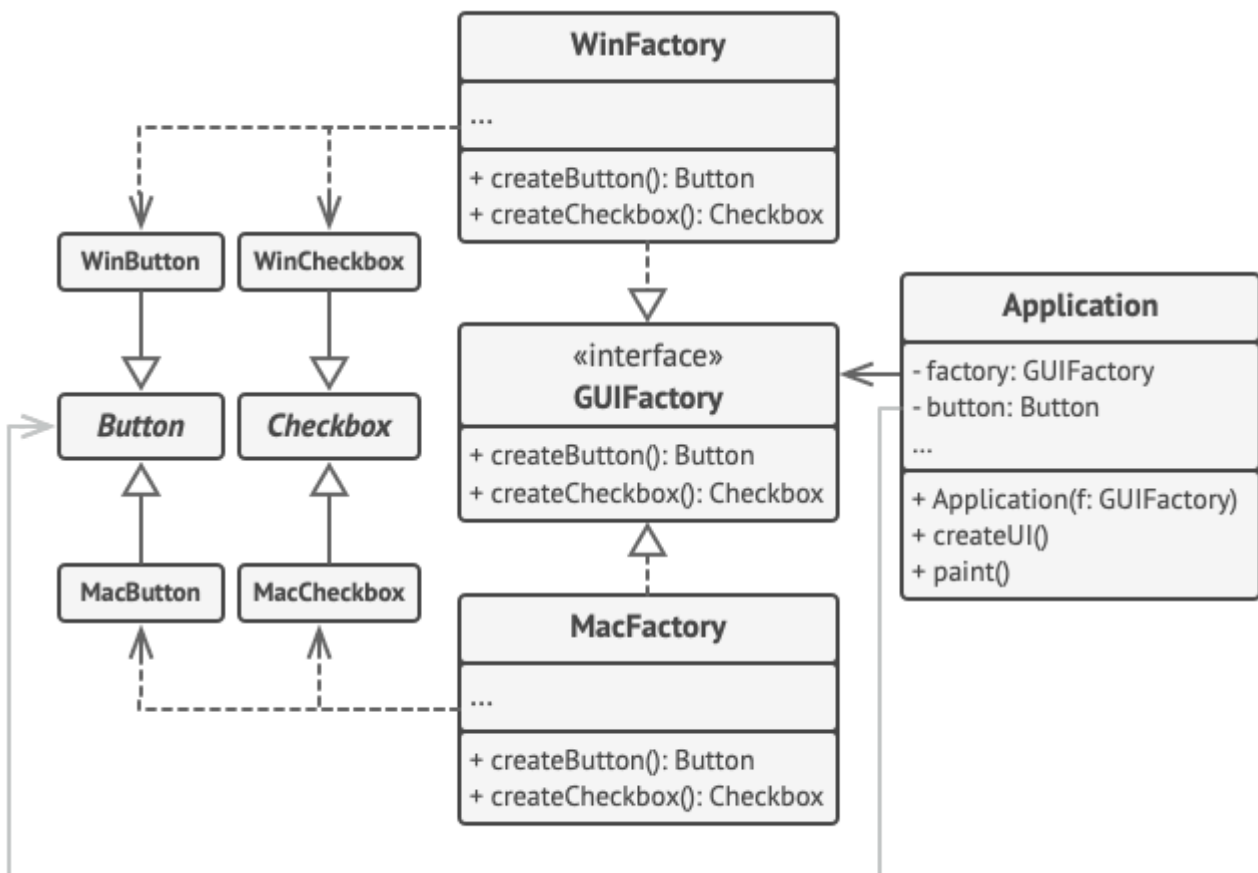 WinFactory
...
+ createButton(): Button
+ createCheckbox(): Checkbox
WinButton
WinCheckbox
Button
Checkbox
MacButton
MacCheckbox
«interface»
GUIFactory
+ createButton(): Button
+ createCheckbox(): Checkbox
Application
- factory: GUIFactory
- button: Button
...
+ Application(f: GUIFactory)
+ createUI()
+ paint()
MacFactory
...
+ createButton(): Button
+ createCheckbox(): Checkbox